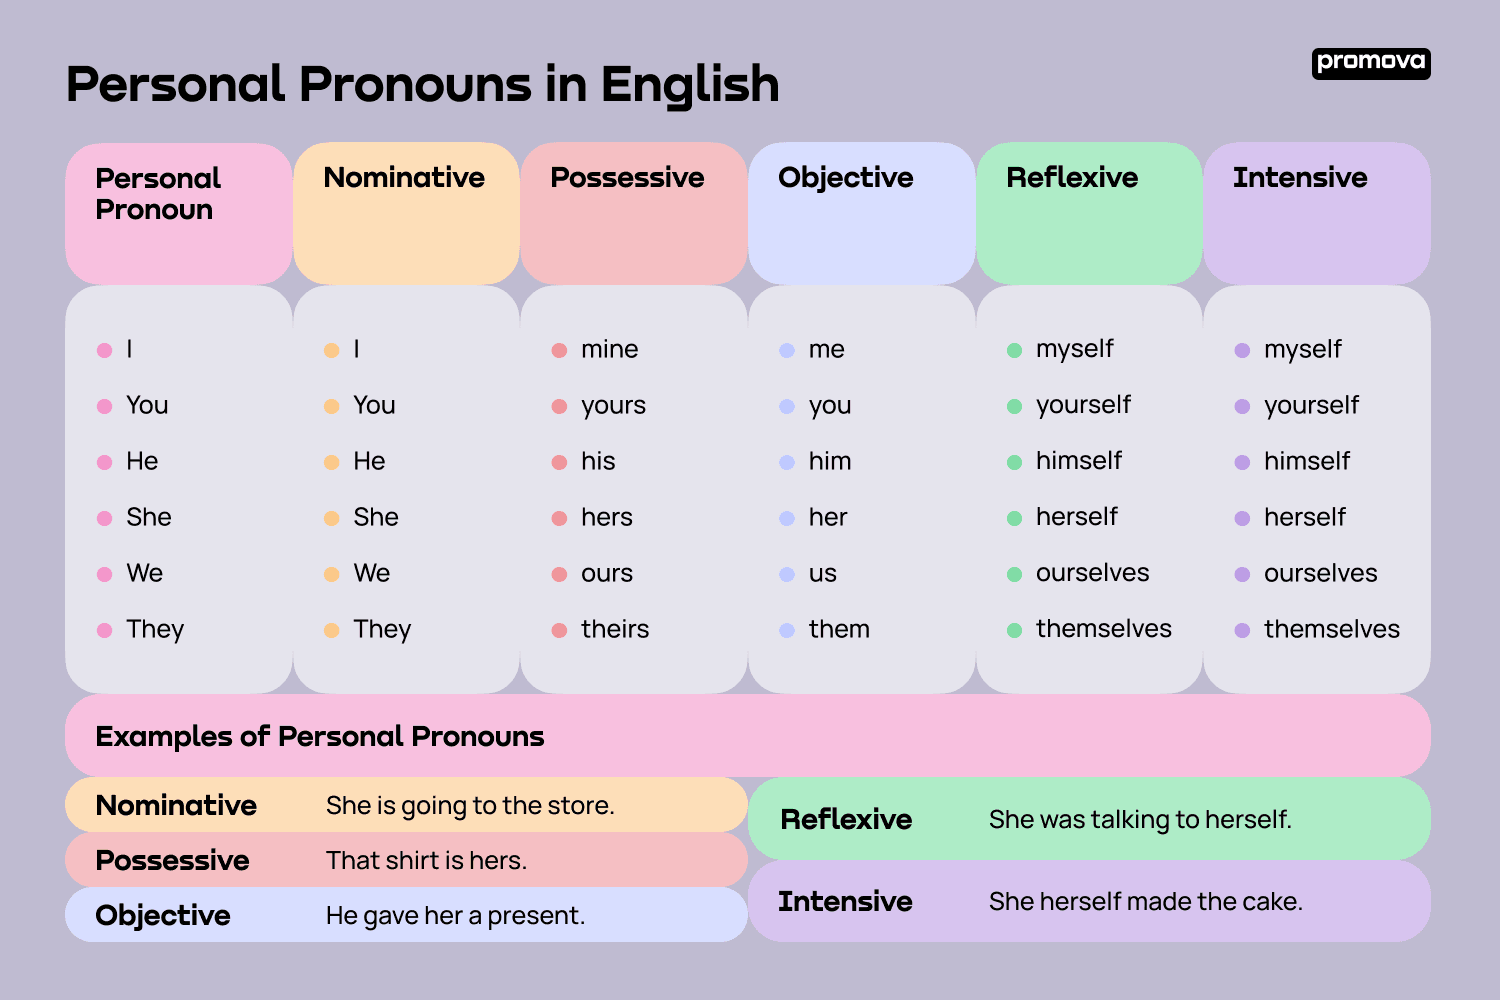 Personal Pronouns in English
promova
Personal
Pronoun
Nominative
Possessive
Objective
Reflexive
Intensive
I I mine me myself myself
You You yours you yourself yourself
He He his him himself himself
She She hers her herself herself
We We ours us ourselves ourselves
They They theirs them themselves themselves
Examples of Personal Pronouns
Nominative She is going to the store.
Possessive That shirt is hers.
Objective He gave her a present.
Reflexive She was talking to herself.
Intensive She herself made the cake.